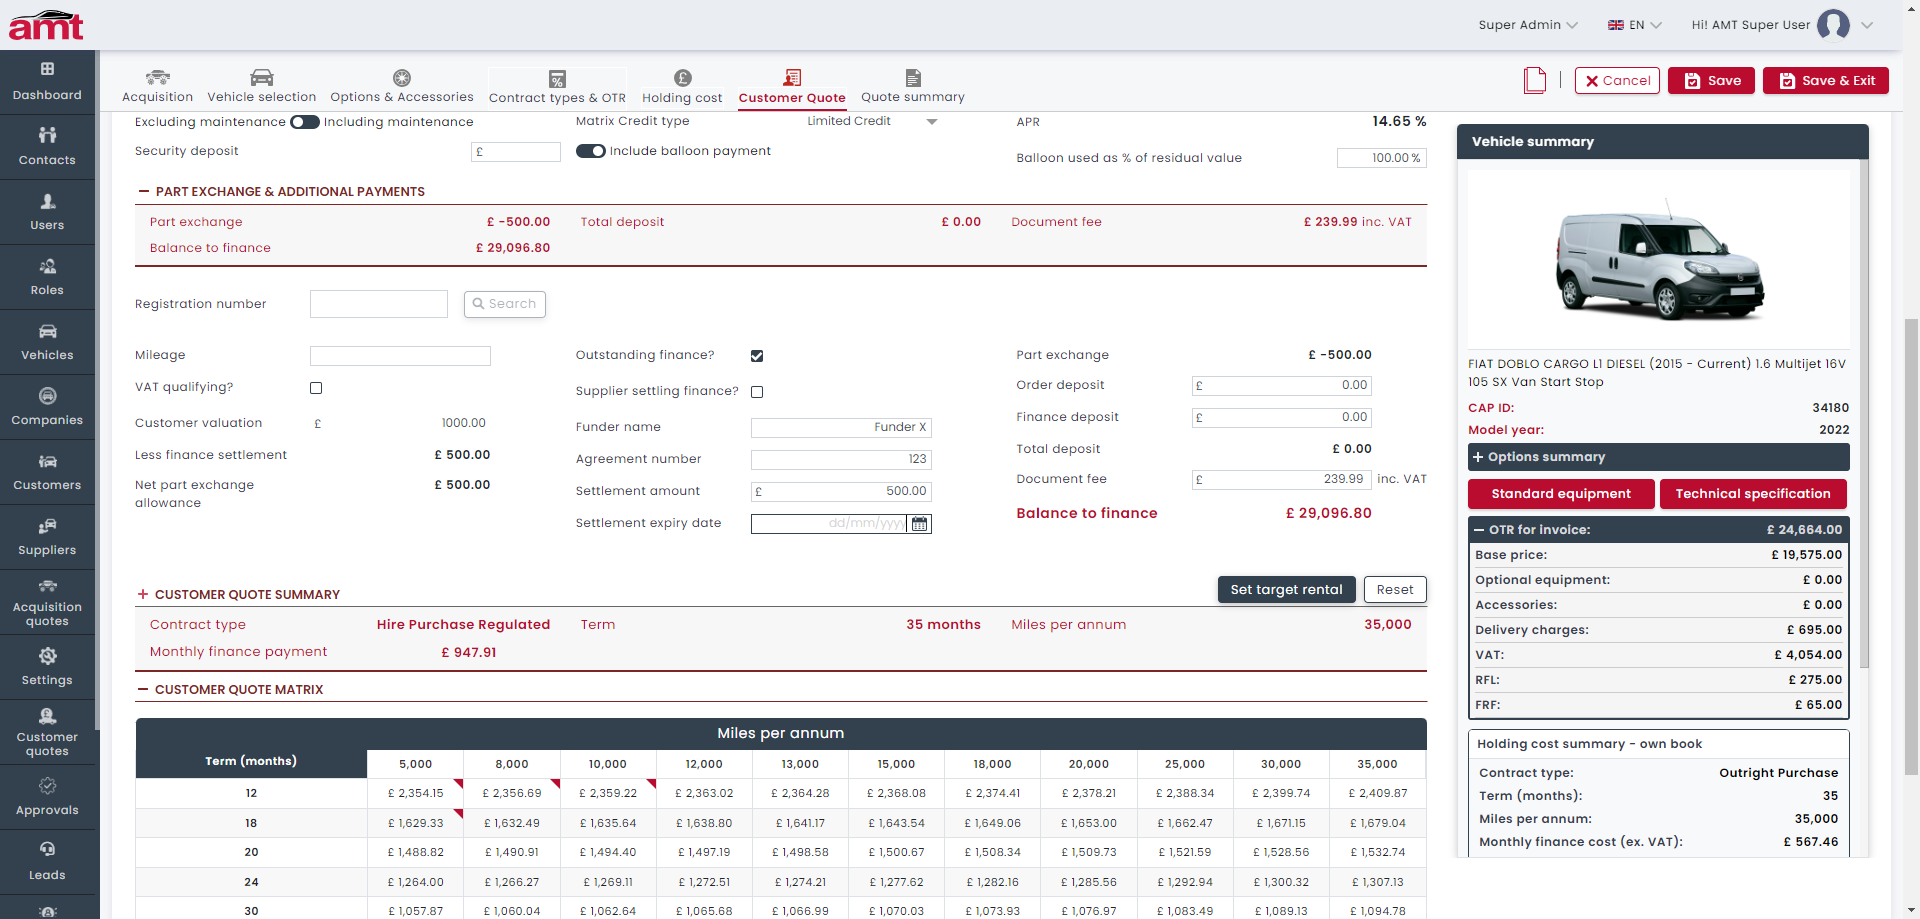 amt
Super Admin
EN
Hi! AMT Super User
Dashboard
Contacts
Users
Roles
Vehicles
Companies
Customers
Suppliers
Acquisition
quotes
Settings
Customer
quotes
Approvals
Leads
Acquisition
Vehicle selection
Options & Accessories
Contract types & OTR
Holding cost
Customer Quote
Quote summary
Cancel
Save
Save & Exit
Excluding maintenance Including maintenance
Matrix Credit type Limited Credit
APR 14.65 %
Security deposit £
Include balloon payment
Balloon used as % of residual value 100.00 %
PART EXCHANGE & ADDITIONAL PAYMENTS
Part exchange £ -500.00 Total deposit £ 0.00 Document fee £ 239.99 inc. VAT
Balance to finance £ 29,096.80
Registration number Search
Mileage
VAT qualifying?
Customer valuation £ 1000.00
Less finance settlement £ 500.00
Net part exchange £ 500.00
allowance
Outstanding finance?
Supplier settling finance?
Funder name Funder X
Agreement number 123
Settlement amount £ 500.00
Settlement expiry date dd/mm/yyyy
Part exchange £ -500.00
Order deposit £ 0.00
Finance deposit £ 0.00
Total deposit £ 0.00
Document fee £ 239.99 inc. VAT
Balance to finance £ 29,096.80
CUSTOMER QUOTE SUMMARY
Set target rental
Reset
Contract type Hire Purchase Regulated Term 35 months Miles per annum 35,000
Monthly finance payment £ 947.91
CUSTOMER QUOTE MATRIX
Miles per annum
Term (months) 5,000 8,000 10,000 12,000 13,000 15,000 18,000 20,000 25,000 30,000 35,000
12 £ 2,354.15 £ 2,356.69 £ 2,359.22 £ 2,363.02 £ 2,364.28 £ 2,368.08 £ 2,374.41 £ 2,378.21 £ 2,388.34 £ 2,399.74 £ 2,409.87
18 £ 1,629.33 £ 1,632.49 £ 1,635.64 £ 1,638.80 £ 1,641.17 £ 1,643.54 £ 1,649.06 £ 1,653.00 £ 1,662.47 £ 1,671.15 £ 1,679.04
20 £ 1,488.82 £ 1,490.91 £ 1,494.40 £ 1,497.19 £ 1,498.58 £ 1,500.67 £ 1,508.34 £ 1,509.73 £ 1,521.59 £ 1,528.56 £ 1,532.74
24 £ 1,264.00 £ 1,266.27 £ 1,269.11 £ 1,272.51 £ 1,274.21 £ 1,277.62 £ 1,282.16 £ 1,285.56 £ 1,292.94 £ 1,300.32 £ 1,307.13
30 £ 1,057.87 £ 1,060.04 £ 1,062.64 £ 1,065.68 £ 1,066.99 £ 1,070.03 £ 1,073.93 £ 1,076.97 £ 1,083.49 £ 1,089.13 £ 1,094.78
Vehicle summary
FIAT DOBLO CARGO L1 DIESEL (2015 - Current) 1.6 Multijet 16V
105 SX Van Start Stop
CAP ID: 34180
Model year: 2022
Options summary
Standard equipment
Technical specification
OTR for invoice: £ 24,664.00
Base price: £ 19,575.00
Optional equipment: £ 0.00
Accessories: £ 0.00
Delivery charges: £ 695.00
VAT: £ 4,054.00
RFL: £ 275.00
FRF: £ 65.00
Holding cost summary - own book
Contract type: Outright Purchase
Term (months): 35
Miles per annum: 35,000
Monthly finance cost (ex. VAT): £ 567.46